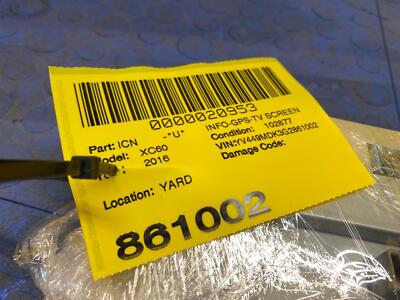 0000020953
Part: ICN -"U" INFO-GPS-TV SCREEN
Model: XC60 Condition: 102877
2016 VIN:YV449MDK3G2861002
Damage Code:
Location: YARD
861002